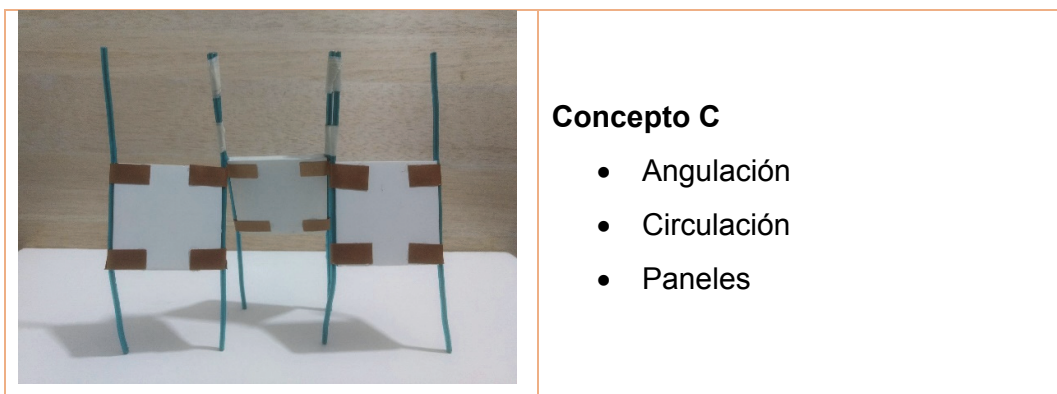 Concepto C
• Angulación
• Circulación
• Paneles